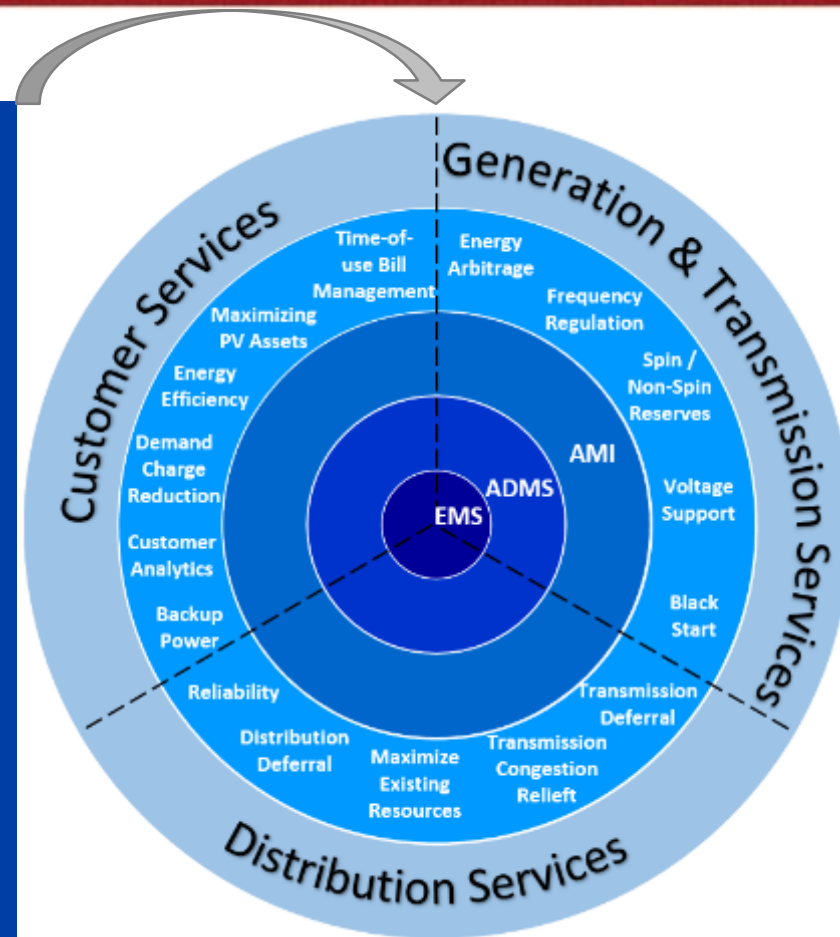 Generation & Transmission Services
Energy
Arbitrage
Frequency
Regulation
Spin /
Non-Spin
Reserves
Voltage
Support
Black
Start
Distribution Services
Transmission
Deferral
Transmission
Congestion
Relieft
Maximize
Existing
Resources
Distribution
Deferral
Reliability
Customer Services
Backup
Power
Customer
Analytics
Demand
Charge
Reduction
Energy
Efficiency
Maximizing
PV Assets
Time-of-
use Bill
Management
AMI
ADMS
EMS